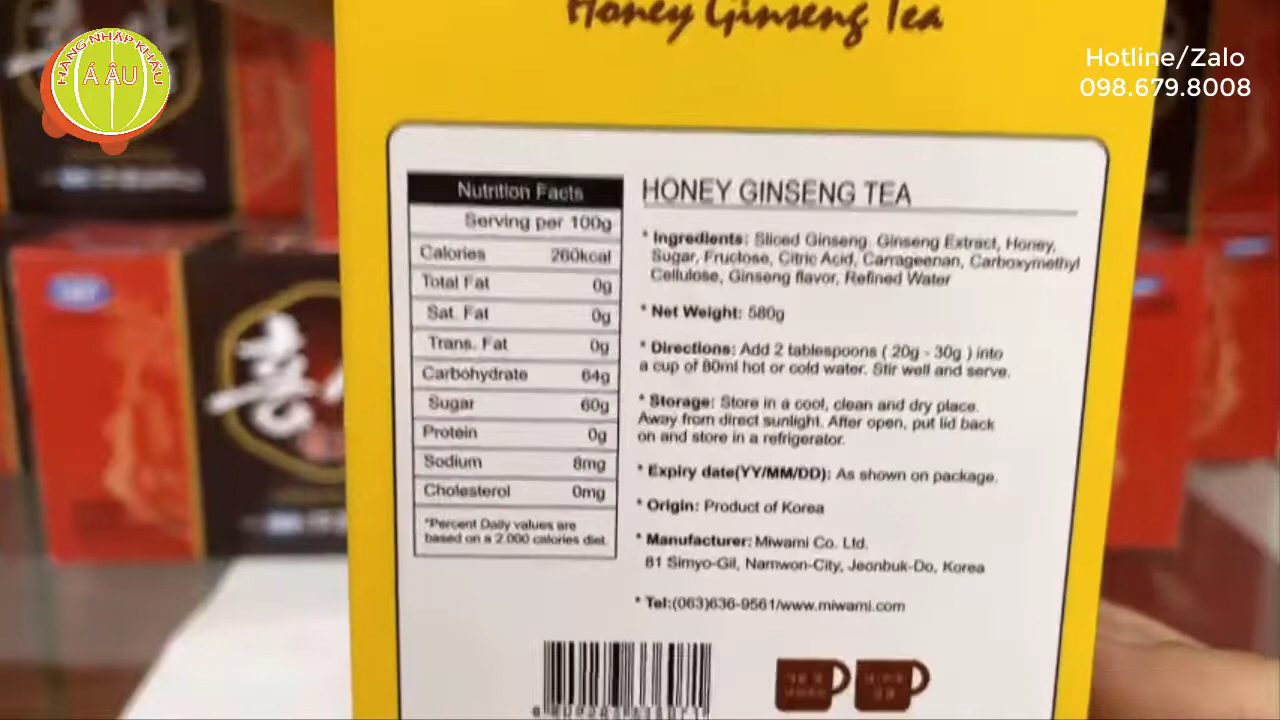 Honey Ginseng Tea
HÀNG NHẬP KHẨU
Á ÂU
Hotline/Zalo
098.679.8008
Nutrition Facts
Serving per 100g
Calories 260kcal
Total Fat 0g
Sat. Fat 0g
Trans. Fat 0g
Carbohydrate 64g
Sugar 60g
Protein 0g
Sodium 8mg
Cholesterol 0mg
*Percent Daily values are
based on a 2.000 calories diet.
HONEY GINSENG TEA
* Ingredients: Sliced Ginseng, Ginseng Extract, Honey,
Sugar, Fructose, Citric Acid, Carrageenan, Carboxymethyl
Cellulose, Ginseng flavor, Refined Water
* Net Weight: 580g
* Directions: Add 2 tablespoons ( 20g - 30g ) into
a cup of 80ml hot or cold water. Stir well and serve.
* Storage: Store in a cool, clean and dry place.
Away from direct sunlight. After open, put lid back
on and store in a refrigerator.
* Expiry date(YY/MM/DD): As shown on package.
* Origin: Product of Korea
* Manufacturer: Miwami Co. Ltd.
81 Simyo-Gil, Namwon-City, Jeonbuk-Do, Korea
* Tel:(063)636-9561/www.miwami.com
홍